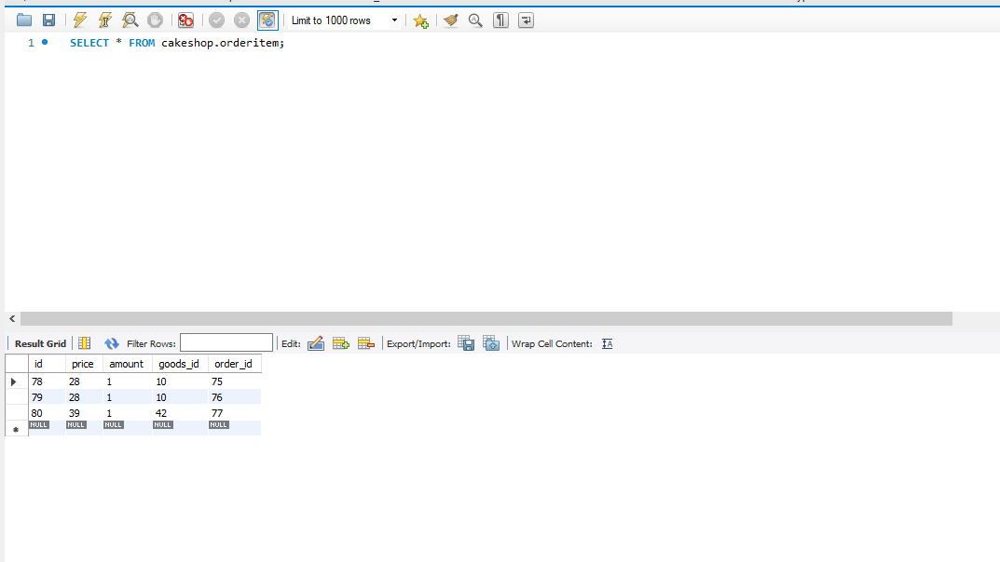 Limit to 1000 rows
1 SELECT * FROM cakeshop.orderitem;
Result Grid Filter Rows: Edit: Export/Import: Wrap Cell Content:
id price amount goods_id order_id
78 28 1 10 75
79 28 1 10 76
80 39 1 42 77
NULL NULL NULL NULL NULL